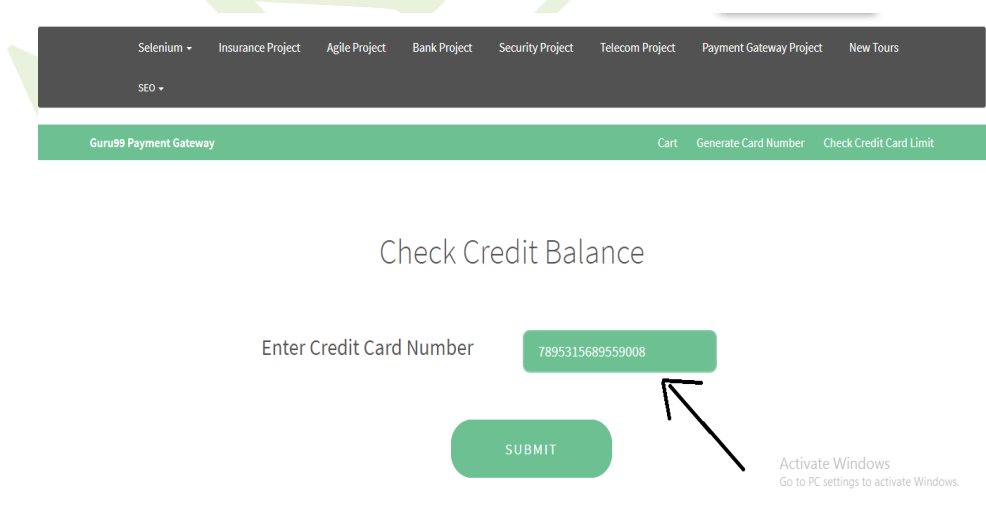 Selenium Insurance Project Agile Project Bank Project Security Project Telecom Project Payment Gateway Project New Tours
SEO
Guru99 Payment Gateway Cart Generate Card Number Check Credit Card Limit
Check Credit Balance
Enter Credit Card Number 7895315689559008
SUBMIT
Activate Windows
Go to PC settings to activate Windows.